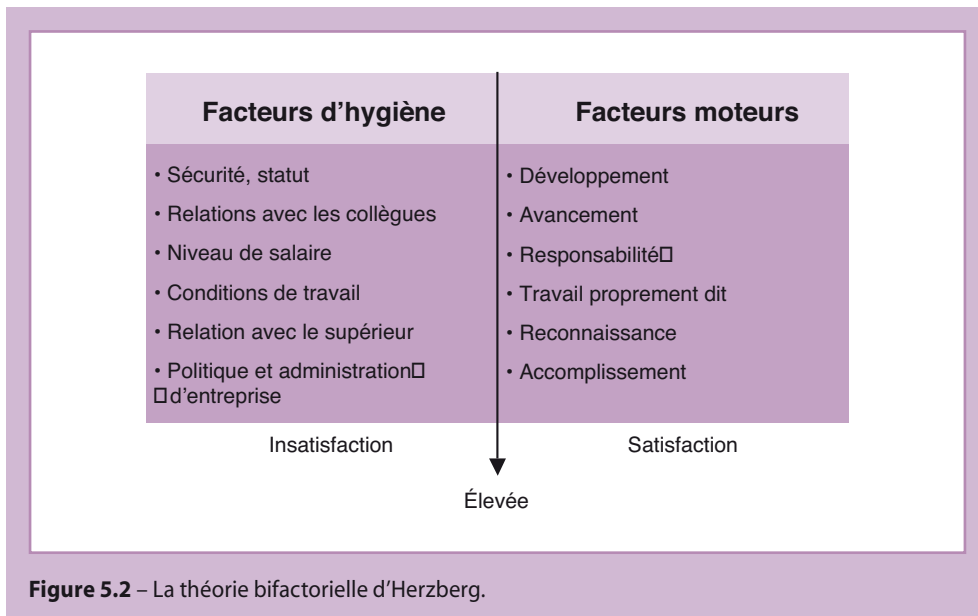 Facteurs d'hygiène
• Sécurité, statut
• Relations avec les collègues
• Niveau de salaire
• Conditions de travail
• Relation avec le supérieur
• Politique et administration□
□d'entreprise
Insatisfaction
Facteurs moteurs
• Développement
• Avancement
• Responsabilité□
• Travail proprement dit
• Reconnaissance
• Accomplissement
Satisfaction
Élevée
Figure 5.2 – La théorie bifactorielle d'Herzberg.